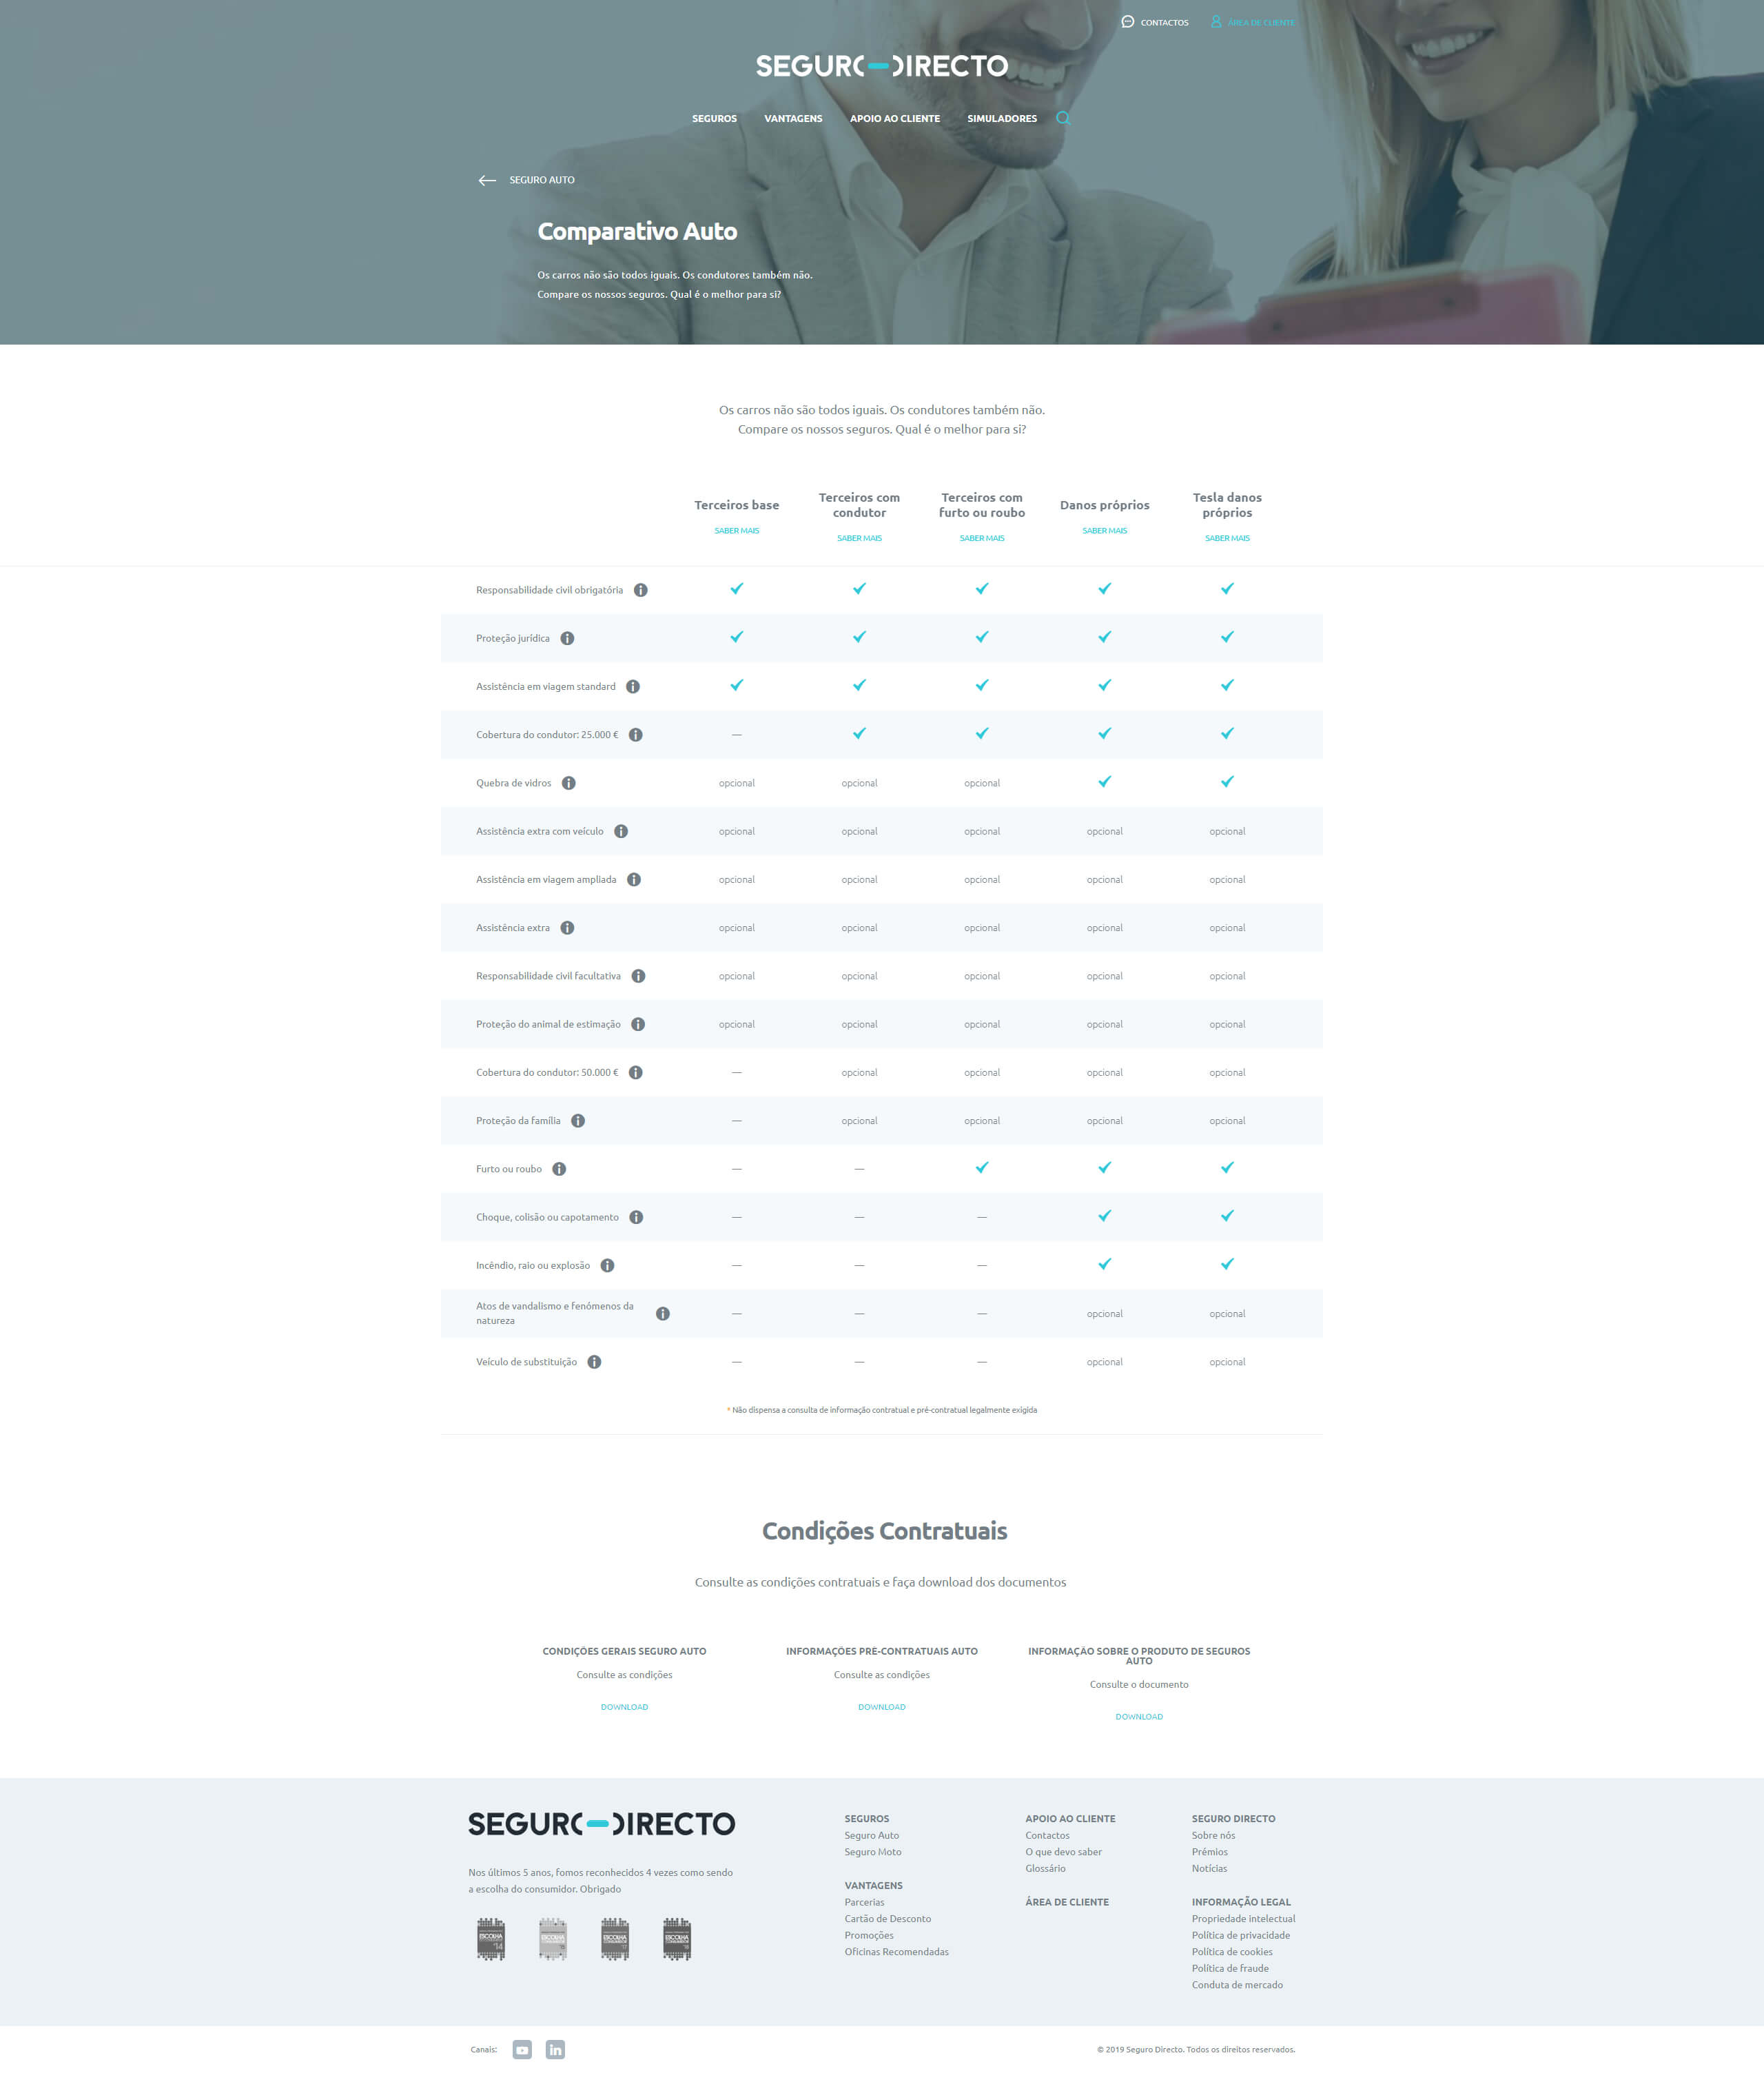 CONTACTOS ÁREA DE CLIENTE
SEGURO DIRECTO
SEGUROS VANTAGENS APOIO AO CLIENTE SIMULADORES
SEGURO AUTO
Comparativo Auto
Os carros não são todos iguais. Os condutores também não.
Compare os nossos seguros. Qual é o melhor para si?
Os carros não são todos iguais. Os condutores também não.
Compare os nossos seguros. Qual é o melhor para si?
Terceiros base
SABER MAIS
Terceiros com
condutor
SABER MAIS
Terceiros com
furto ou roubo
SABER MAIS
Danos próprios
SABER MAIS
Tesla danos
próprios
SABER MAIS
Responsabilidade civil obrigatória
Proteção jurídica
Assistência em viagem standard
Cobertura do condutor: 25.000 € —
Quebra de vidros opcional opcional opcional
Assistência extra com veículo opcional opcional opcional opcional opcional
Assistência em viagem ampliada opcional opcional opcional opcional opcional
Assistência extra opcional opcional opcional opcional opcional
Responsabilidade civil facultativa opcional opcional opcional opcional opcional
Proteção do animal de estimação opcional opcional opcional opcional opcional
Cobertura do condutor: 50.000 € — opcional opcional opcional opcional
Proteção da família — opcional opcional opcional opcional
Furto ou roubo — —
Choque, colisão ou capotamento — — —
Incêndio, raio ou explosão — — —
Atos de vandalismo e fenómenos da
natureza — — — opcional opcional
Veículo de substituição — — — opcional opcional
* Não dispensa a consulta de informação contratual e pré-contratual legalmente exigida
Condições Contratuais
Consulte as condições contratuais e faça download dos documentos
CONDIÇÕES GERAIS SEGURO AUTO
Consulte as condições
DOWNLOAD
INFORMAÇÕES PRÉ-CONTRATUAIS AUTO
Consulte as condições
DOWNLOAD
INFORMAÇÃO SOBRE O PRODUTO DE SEGUROS
AUTO
Consulte o documento
DOWNLOAD
SEGURO DIRECTO
Nos últimos 5 anos, fomos reconhecidos 4 vezes como sendo
a escolha do consumidor. Obrigado
ESCOLHA
'14
ESCOLHA
ESCOLHA
ESCOLHA
SEGUROS
Seguro Auto
Seguro Moto
VANTAGENS
Parcerias
Cartão de Desconto
Promoções
Oficinas Recomendadas
APOIO AO CLIENTE
Contactos
O que devo saber
Glossário
ÁREA DE CLIENTE
SEGURO DIRECTO
Sobre nós
Prémios
Notícias
INFORMAÇÃO LEGAL
Propriedade intelectual
Política de privacidade
Política de cookies
Política de fraude
Conduta de mercado
Canais:
© 2019 Seguro Directo. Todos os direitos reservados.